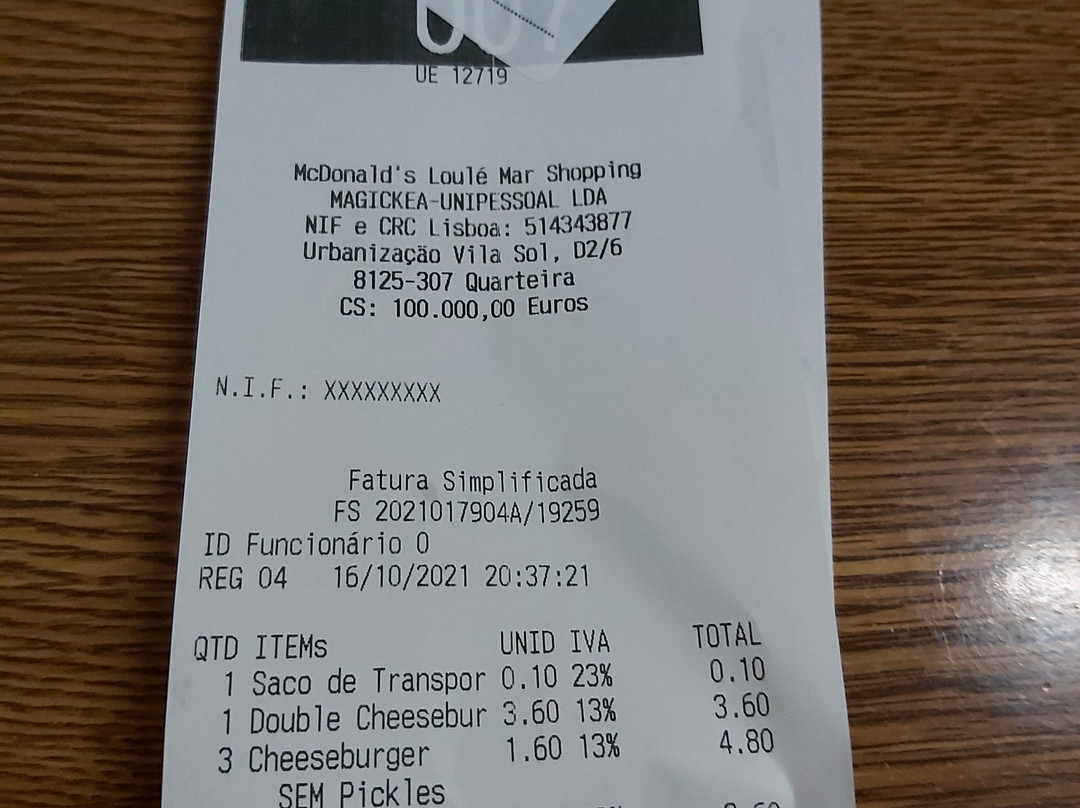 UE 12719
McDonald's Loulé Mar Shopping
MAGICKEA-UNIPESSOAL LDA
NIF e CRC Lisboa: 514343877
Urbanização Vila Sol, D2/6
8125-307 Quarteira
CS: 100.000,00 Euros
N.I.F.: XXXXXXXXX
Fatura Simplificada
FS 2021017904A/19259
ID Funcionário 0
REG 04 16/10/2021 20:37:21
QTD ITEMs UNID IVA TOTAL
1 Saco de Transpor 0.10 23% 0.10
1 Double Cheesebur 3.60 13% 3.60
3 Cheeseburger 1.60 13% 4.80
SEM Pickles